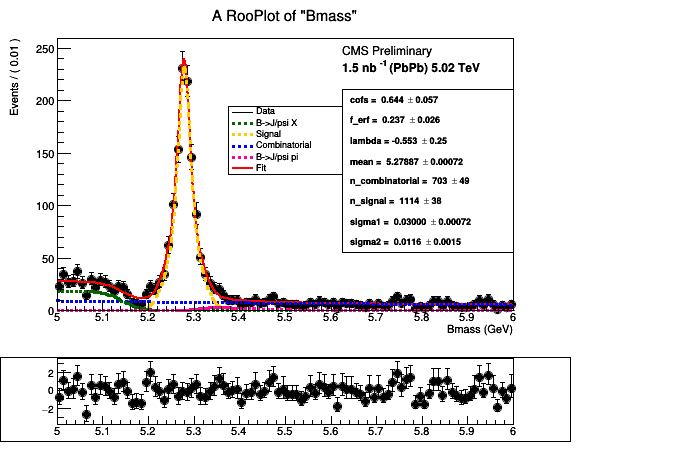 A RooPlot of "Bmass"
Events / ( 0.01 )
250
200
150
100
50
0
CMS Preliminary
1.5 nb -1 (PbPb) 5.02 TeV
Data
B->J/psi X
Signal
Combinatorial
B->J/psi pi
Fit
cofs = 0.644 ± 0.057
f_erf = 0.237 ± 0.026
lambda = -0.553 ± 0.25
mean = 5.27887 ± 0.00072
n_combinatorial = 703 ± 49
n_signal = 1114 ± 38
sigma1 = 0.03000 ± 0.00072
sigma2 = 0.0116 ± 0.0015
5 5.1 5.2 5.3 5.4 5.5 5.6 5.7 5.8 5.9 6
Bmass (GeV)
2
0
−2
5 5.1 5.2 5.3 5.4 5.5 5.6 5.7 5.8 5.9 6